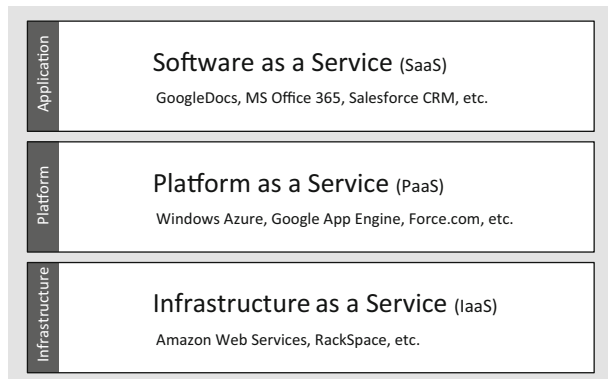 Application
Software as a Service (SaaS)
GoogleDocs, MS Office 365, Salesforce CRM, etc.
Platform
Platform as a Service (PaaS)
Windows Azure, Google App Engine, Force.com, etc.
Infrastructure
Infrastructure as a Service (IaaS)
Amazon Web Services, RackSpace, etc.